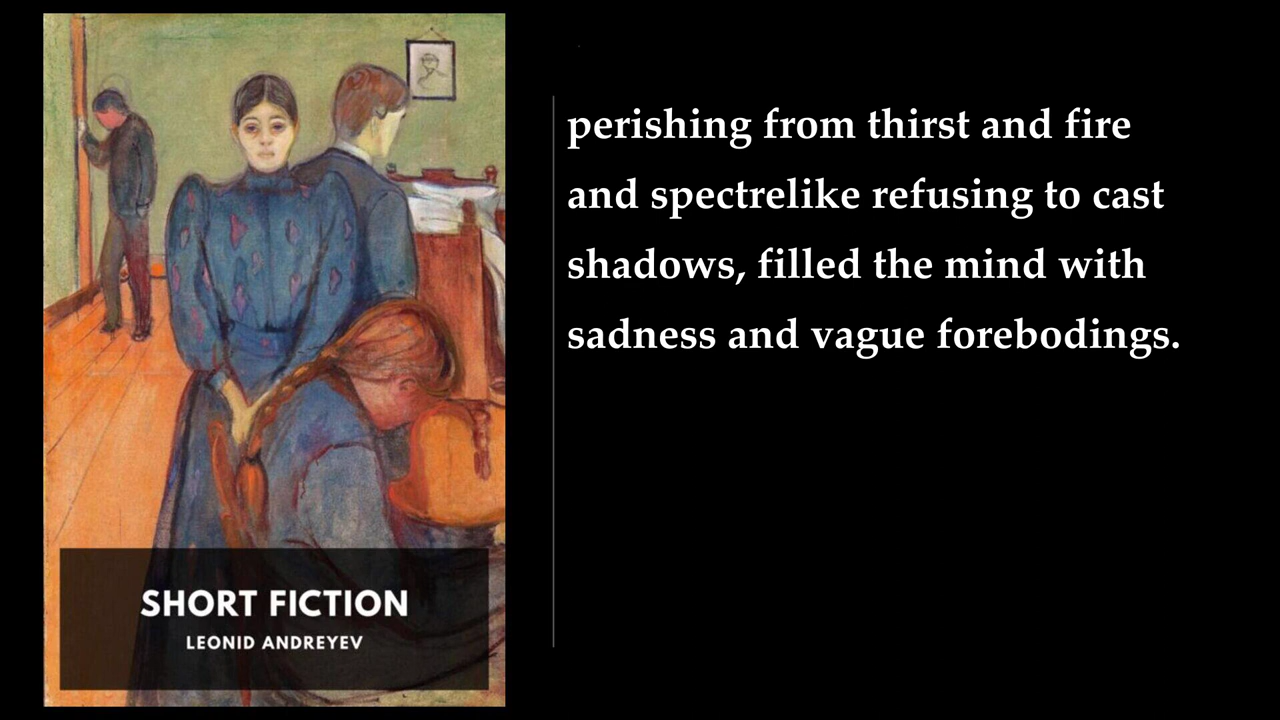 perishing from thirst and fire
and spectrelike refusing to cast
shadows, filled the mind with
sadness and vague forebodings.
SHORT FICTION
LEONID ANDREYEV